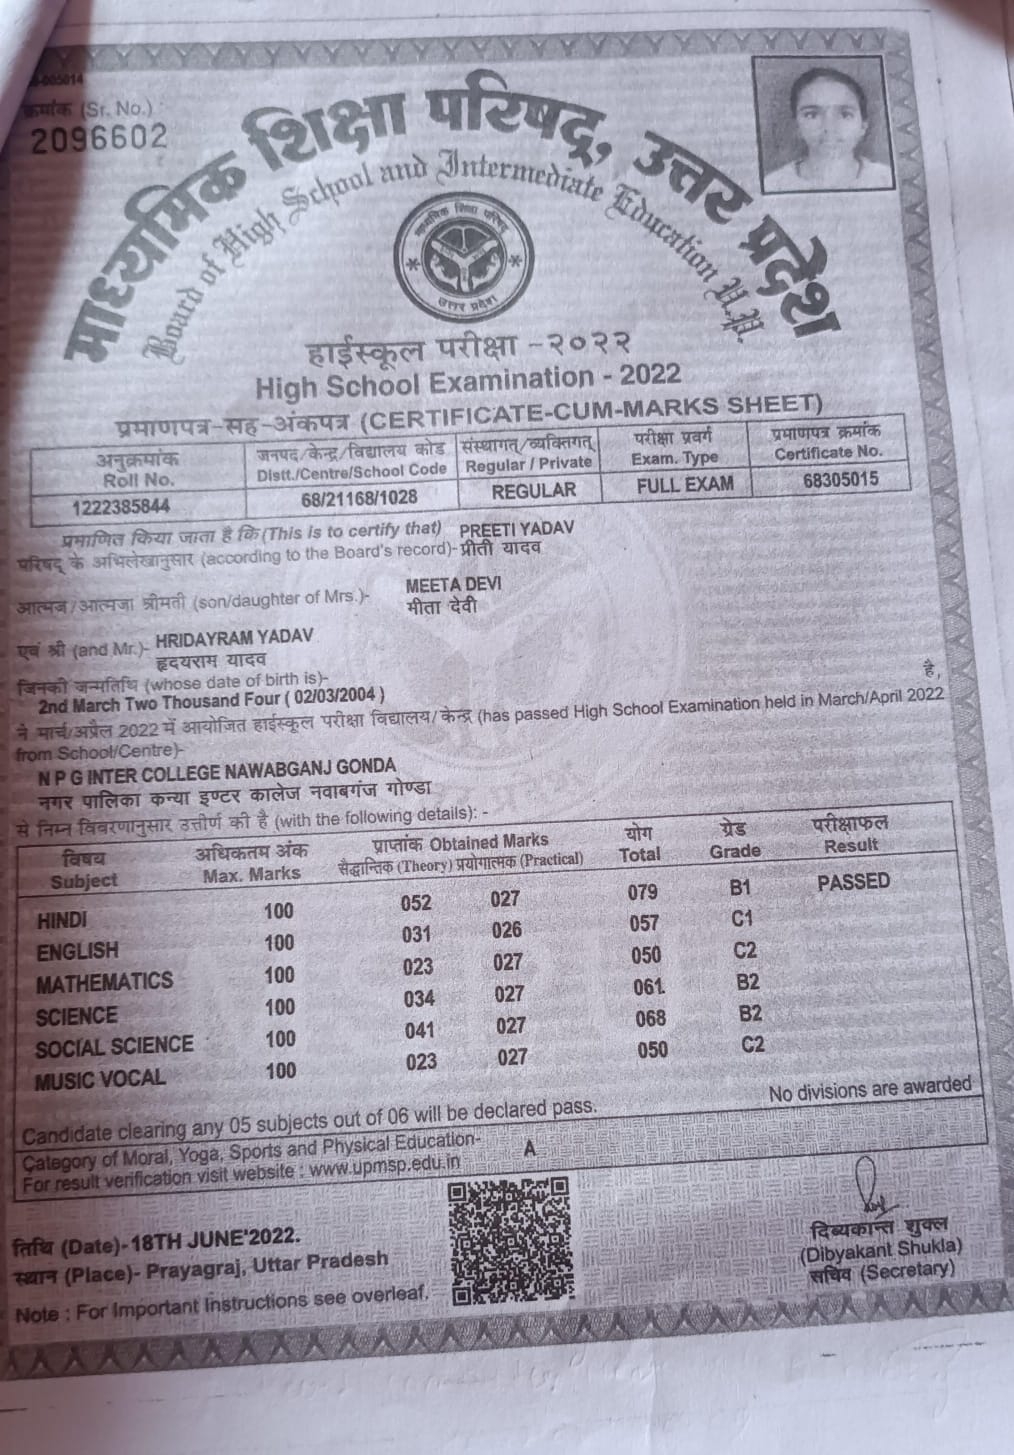 क्रमांक (Sr. No.) :
2096602
माध्यमिक शिक्षा परिषद्, उत्तर प्रदेश
Board of High School and Intermediate Education U.P.
माध्यमिक शिक्षा परिषद्
उत्तर प्रदेश
हाईस्कूल परीक्षा -२०२२
High School Examination - 2022
प्रमाणपत्र-सह-अंकपत्र (CERTIFICATE-CUM-MARKS SHEET)
अनुक्रमांक जनपद/केन्द्र/विद्यालय कोड संस्थागत्/व्यक्तिगत् परीक्षा प्रवर्ग प्रमाणपत्र क्रमांक
Roll No. Distt./Centre/School Code Regular / Private Exam. Type Certificate No.
1222385844 68/21168/1028 REGULAR FULL EXAM 68305015
प्रमाणित किया जाता है कि (This is to certify that) PREETI YADAV
परिषद् के अभिलेखानुसार (according to the Board's record)- प्रीती यादव
MEETA DEVI
आत्मज/आत्मजा श्रीमती (son/daughter of Mrs.)- मीता देवी
एवं श्री (and Mr.)- HRIDAYRAM YADAV
हृदयराम यादव
जिनकी जन्मतिथि (whose date of birth is)-
2nd March Two Thousand Four ( 02/03/2004 ) है,
ने मार्च/अप्रैल 2022 में आयोजित हाईस्कूल परीक्षा विद्यालय/केन्द्र (has passed High School Examination held in March/April 2022
from School/Centre)-
N P G INTER COLLEGE NAWABGANJ GONDA
नगर पालिका कन्या इण्टर कालेज नवाबगंज गोण्डा
से निम्न विवरणानुसार उत्तीर्ण की है (with the following details): -
विषय अधिकतम अंक प्राप्तांक Obtained Marks योग ग्रेड परीक्षाफल
Subject Max. Marks सैद्धान्तिक (Theory) प्रयोगात्मक (Practical) Total Grade Result
HINDI 100 052 027 079 B1 PASSED
ENGLISH 100 031 026 057 C1
MATHEMATICS 100 023 027 050 C2
SCIENCE 100 034 027 061 B2
SOCIAL SCIENCE 100 041 027 068 B2
MUSIC VOCAL 100 023 027 050 C2
Candidate clearing any 05 subjects out of 06 will be declared pass. No divisions are awarded
Category of Moral, Yoga, Sports and Physical Education- A
For result verification visit website : www.upmsp.edu.in
तिथि (Date)-18TH JUNE'2022.
स्थान (Place)- Prayagraj, Uttar Pradesh
Note : For Important Instructions see overleaf.
दिब्यकान्त शुक्ल
(Dibyakant Shukla)
सचिव (Secretary)